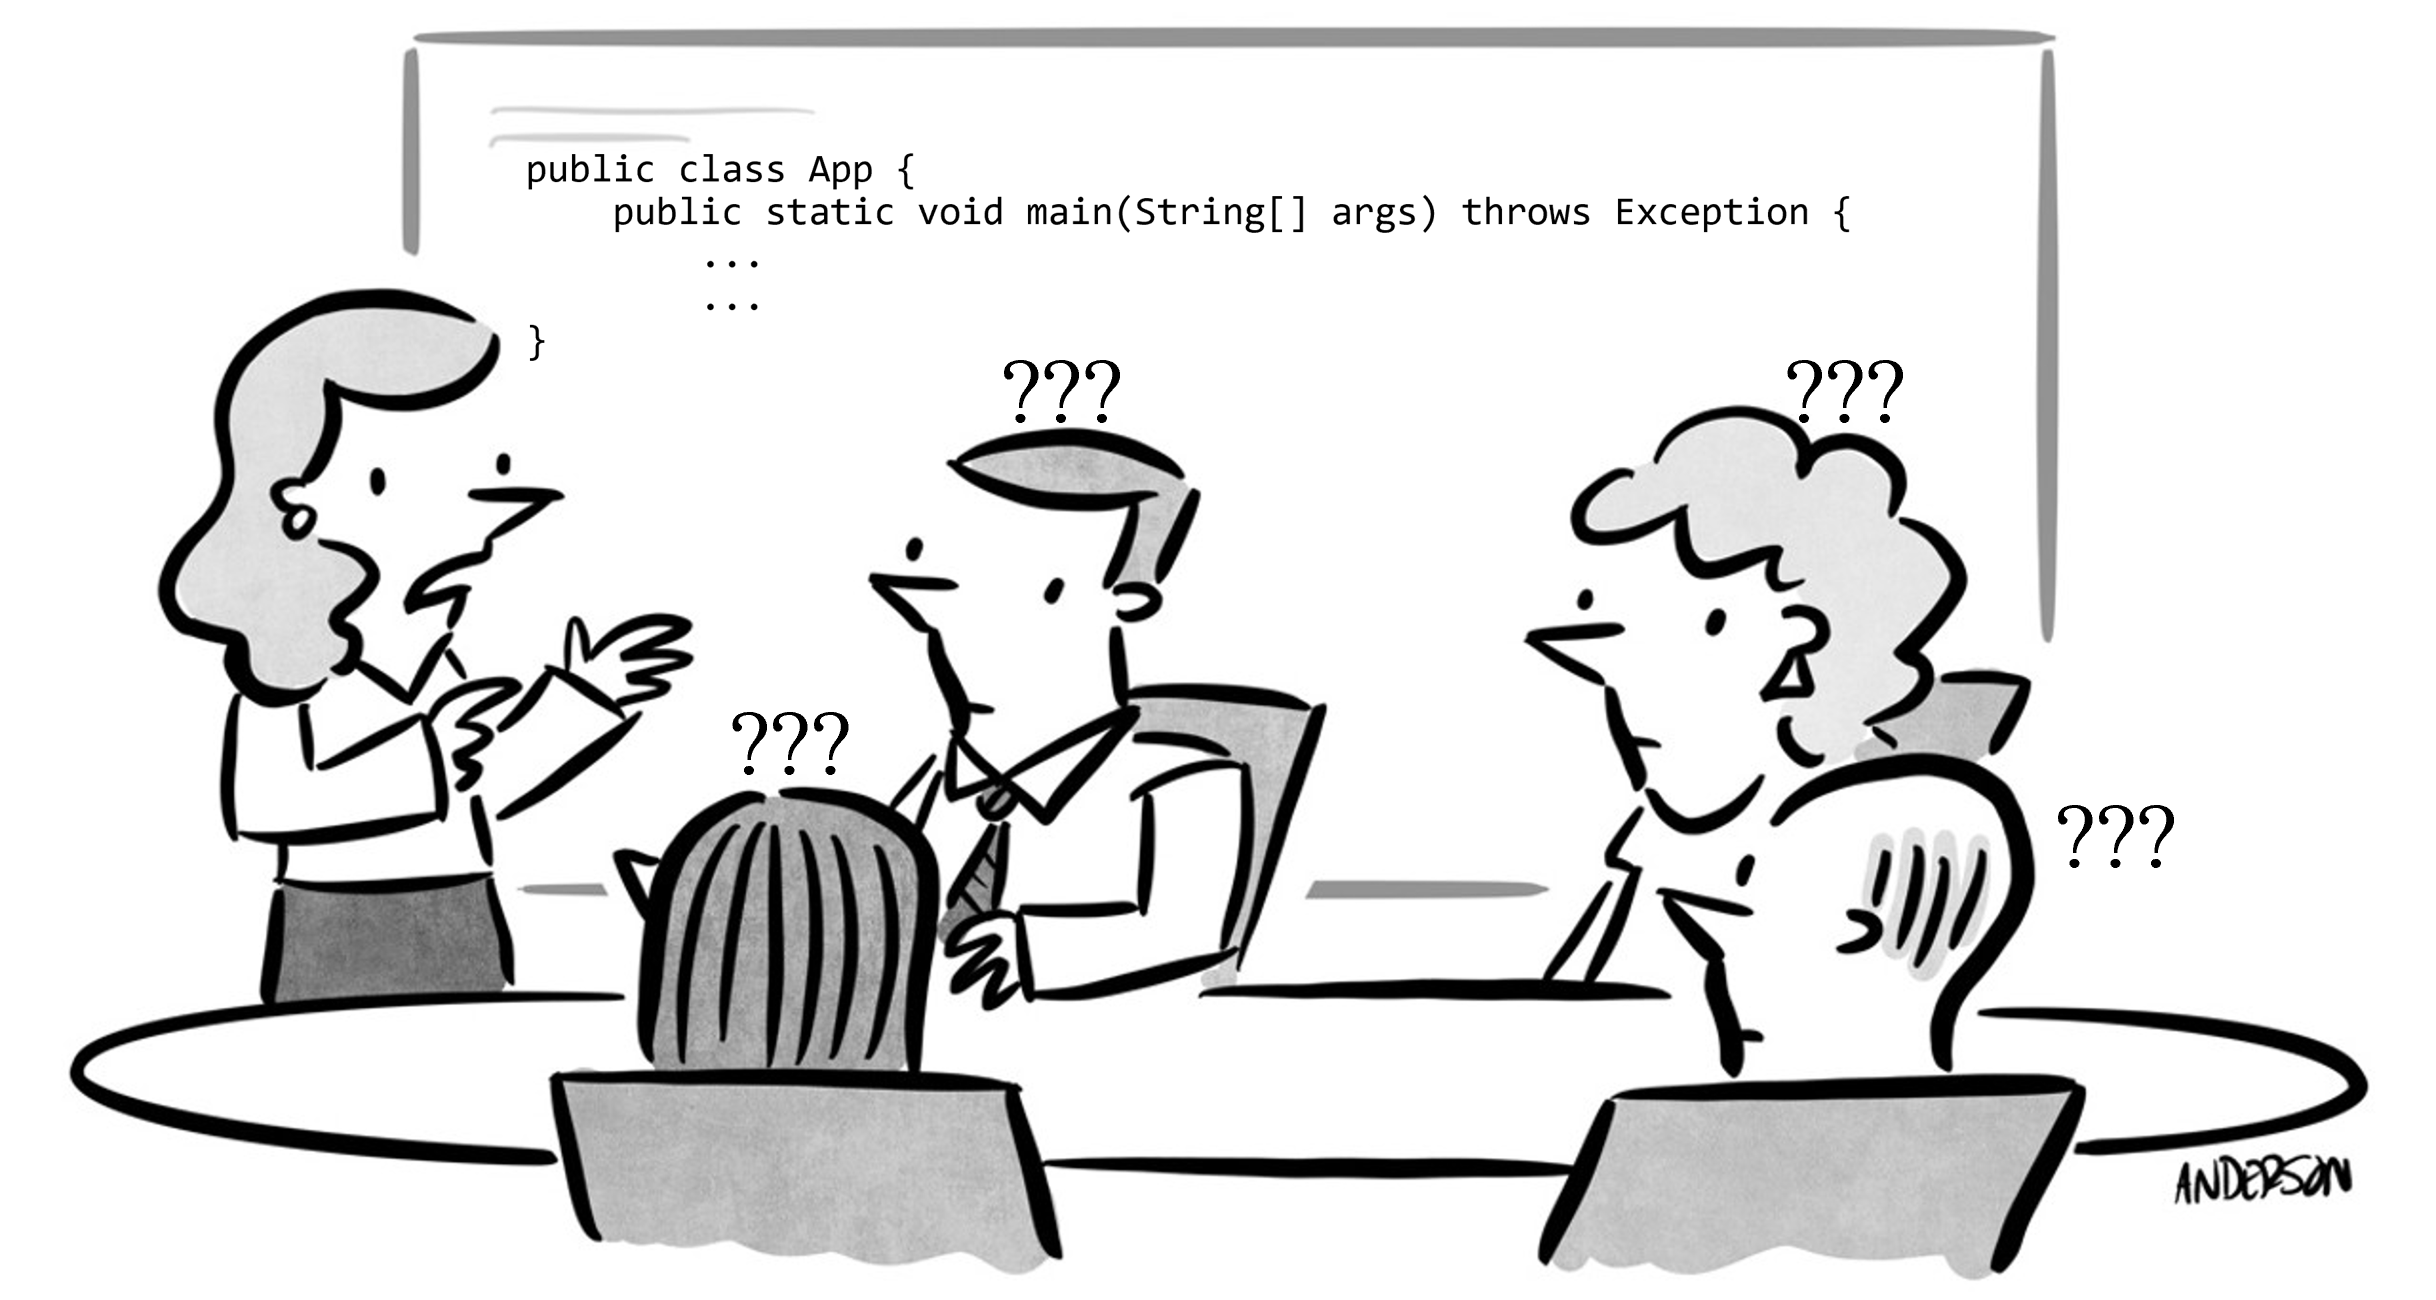 public class App {
public static void main(String[] args) throws Exception {
...
...
}
???
???
???
???
ANDERSON